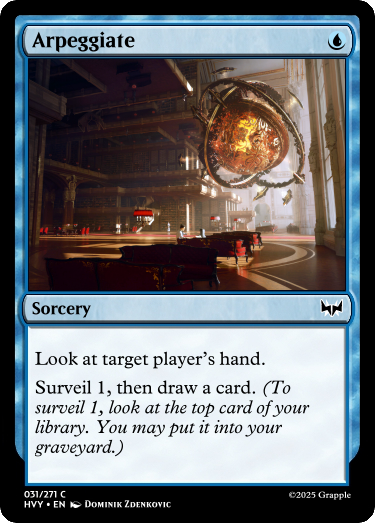 Arpeggiate
Sorcery
Look at target player's hand.
Surveil 1, then draw a card. (To
surveil 1, look at the top card of your
library. You may put it into your
graveyard.)
031/271 C
HVY • EN DOMINIK ZDENKOVIC
©2025 Grapple